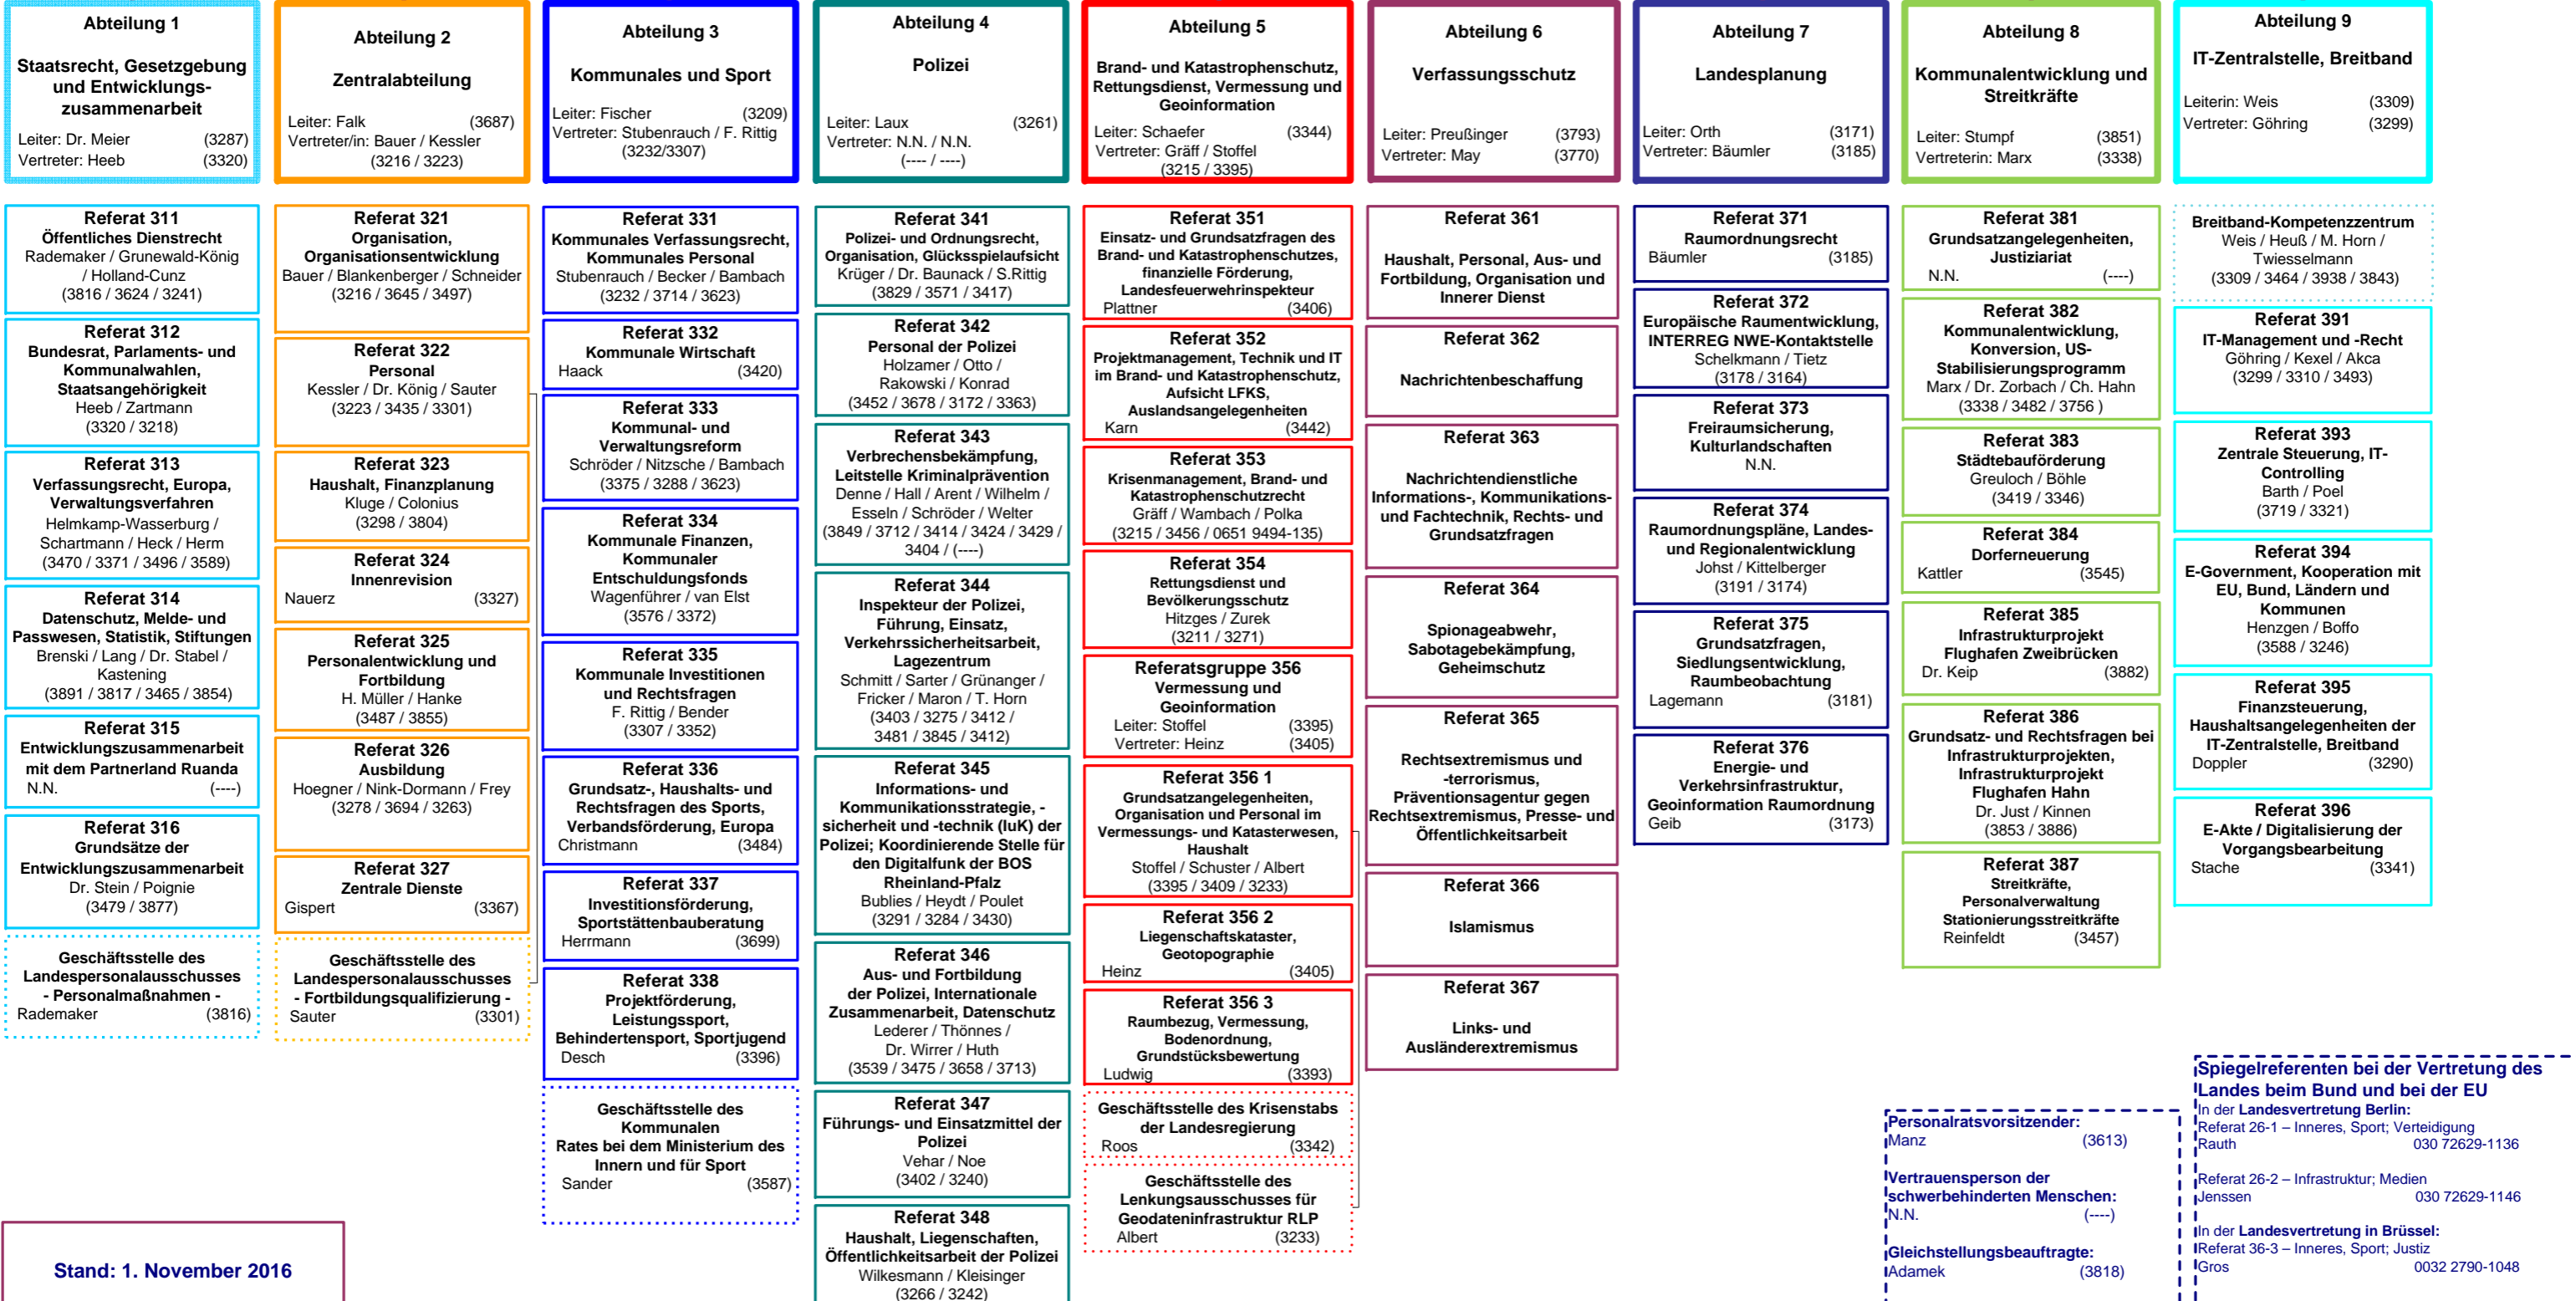 Abteilung 1
Staatsrecht, Gesetzgebung
und Entwicklungs-
zusammenarbeit
Leiter: Dr. Meier (3287)
Vertreter: Heeb (3320)
Referat 311
Öffentliches Dienstrecht
Rademaker / Grunewald-König
/ Holland-Cunz
(3816 / 3624 / 3241)
Referat 312
Bundesrat, Parlaments- und
Kommunalwahlen,
Staatsangehörigkeit
Heeb / Zartmann
(3320 / 3218)
Referat 313
Verfassungsrecht, Europa,
Verwaltungsverfahren
Helmkamp-Wasserburg /
Schartmann / Heck / Herm
(3470 / 3371 / 3496 / 3589)
Referat 314
Datenschutz, Melde- und
Passwesen, Statistik, Stiftungen
Brenski / Lang / Dr. Stabel /
Kastening
(3891 / 3817 / 3465 / 3854)
Referat 315
Entwicklungszusammenarbeit
mit dem Partnerland Ruanda
N.N. (----)
Referat 316
Grundsätze der
Entwicklungszusammenarbeit
Dr. Stein / Poignie
(3479 / 3877)
Geschäftsstelle des
Landespersonalausschusses
- Personalmaßnahmen -
Rademaker (3816)
Stand: 1. November 2016
Abteilung 2
Zentralabteilung
Leiter: Falk (3687)
Vertreter/in: Bauer / Kessler
(3216 / 3223)
Referat 321
Organisation,
Organisationsentwicklung
Bauer / Blankenberger / Schneider
(3216 / 3645 / 3497)
Referat 322
Personal
Kessler / Dr. König / Sauter
(3223 / 3435 / 3301)
Referat 323
Haushalt, Finanzplanung
Kluge / Colonius
(3298 / 3804)
Referat 324
Innenrevision
Nauerz (3327)
Referat 325
Personalentwicklung und
Fortbildung
H. Müller / Hanke
(3487 / 3855)
Referat 326
Ausbildung
Hoegner / Nink-Dormann / Frey
(3278 / 3694 / 3263)
Referat 327
Zentrale Dienste
Gispert (3367)
Geschäftsstelle des
Landespersonalausschusses
- Fortbildungsqualifizierung -
Sauter (3301)
Abteilung 3
Kommunales und Sport
Leiter: Fischer (3209)
Vertreter: Stubenrauch / F. Rittig
(3232/3307)
Referat 331
Kommunales Verfassungsrecht,
Kommunales Personal
Stubenrauch / Becker / Bambach
(3232 / 3714 / 3623)
Referat 332
Kommunale Wirtschaft
Haack (3420)
Referat 333
Kommunal- und
Verwaltungsreform
Schröder / Nitzsche / Bambach
(3375 / 3288 / 3623)
Referat 334
Kommunale Finanzen,
Kommunaler
Entschuldungsfonds
Wagenführer / van Elst
(3576 / 3372)
Referat 335
Kommunale Investitionen
und Rechtsfragen
F. Rittig / Bender
(3307 / 3352)
Referat 336
Grundsatz-, Haushalts- und
Rechtsfragen des Sports,
Verbandsförderung, Europa
Christmann (3484)
Referat 337
Investitionsförderung,
Sportstättenbauberatung
Herrmann (3699)
Referat 338
Projektförderung,
Leistungssport,
Behindertensport, Sportjugend
Desch (3396)
Geschäftsstelle des
Kommunalen
Rates bei dem Ministerium des
Innern und für Sport
Sander (3587)
Abteilung 4
Polizei
Leiter: Laux (3261)
Vertreter: N.N. / N.N.
(---- / ----)
Referat 341
Polizei- und Ordnungsrecht,
Organisation, Glücksspielaufsicht
Krüger / Dr. Baunack / S.Rittig
(3829 / 3571 / 3417)
Referat 342
Personal der Polizei
Holzamer / Otto /
Rakowski / Konrad
(3452 / 3678 / 3172 / 3363)
Referat 343
Verbrechensbekämpfung,
Leitstelle Kriminalprävention
Denne / Hall / Arent / Wilhelm /
Esseln / Schröder / Welter
(3849 / 3712 / 3414 / 3424 / 3429 /
3404 / (----)
Referat 344
Inspekteur der Polizei,
Führung, Einsatz,
Verkehrssicherheitsarbeit,
Lagezentrum
Schmitt / Sarter / Grünanger /
Fricker / Maron / T. Horn
(3403 / 3275 / 3412 /
3481 / 3845 / 3412)
Referat 345
Informations- und
Kommunikationsstrategie, -
sicherheit und -technik (IuK) der
Polizei; Koordinierende Stelle für
den Digitalfunk der BOS
Rheinland-Pfalz
Bublies / Heydt / Poulet
(3291 / 3284 / 3430)
Referat 346
Aus- und Fortbildung
der Polizei, Internationale
Zusammenarbeit, Datenschutz
Lederer / Thönnes /
Dr. Wirrer / Huth
(3539 / 3475 / 3658 / 3713)
Referat 347
Führungs- und Einsatzmittel der
Polizei
Vehar / Noe
(3402 / 3240)
Referat 348
Haushalt, Liegenschaften,
Öffentlichkeitsarbeit der Polizei
Wilkesmann / Kleisinger
(3266 / 3242)
Abteilung 5
Brand- und Katastrophenschutz,
Rettungsdienst, Vermessung und
Geoinformation
Leiter: Schaefer (3344)
Vertreter: Gräff / Stoffel
(3215 / 3395)
Referat 351
Einsatz- und Grundsatzfragen des
Brand- und Katastrophenschutzes,
finanzielle Förderung,
Landesfeuerwehrinspekteur
Plattner (3406)
Referat 352
Projektmanagement, Technik und IT
im Brand- und Katastrophenschutz,
Aufsicht LFKS,
Auslandsangelegenheiten
Karn (3442)
Referat 353
Krisenmanagement, Brand- und
Katastrophenschutzrecht
Gräff / Wambach / Polka
(3215 / 3456 / 0651 9494-135)
Referat 354
Rettungsdienst und
Bevölkerungsschutz
Hitzges / Zurek
(3211 / 3271)
Referatsgruppe 356
Vermessung und
Geoinformation
Leiter: Stoffel (3395)
Vertreter: Heinz (3405)
Referat 356 1
Grundsatzangelegenheiten,
Organisation und Personal im
Vermessungs- und Katasterwesen,
Haushalt
Stoffel / Schuster / Albert
(3395 / 3409 / 3233)
Referat 356 2
Liegenschaftskataster,
Geotopographie
Heinz (3405)
Referat 356 3
Raumbezug, Vermessung,
Bodenordnung,
Grundstücksbewertung
Ludwig (3393)
Geschäftsstelle des Krisenstabs
der Landesregierung
Roos (3342)
Geschäftsstelle des
Lenkungsausschusses für
Geodateninfrastruktur RLP
Albert (3233)
Abteilung 6
Verfassungsschutz
Leiter: Preußinger (3793)
Vertreter: May (3770)
Referat 361
Haushalt, Personal, Aus- und
Fortbildung, Organisation und
Innerer Dienst
Referat 362
Nachrichtenbeschaffung
Referat 363
Nachrichtendienstliche
Informations-, Kommunikations-
und Fachtechnik, Rechts- und
Grundsatzfragen
Referat 364
Spionageabwehr,
Sabotagebekämpfung,
Geheimschutz
Referat 365
Rechtsextremismus und
-terrorismus,
Präventionsagentur gegen
Rechtsextremismus, Presse- und
Öffentlichkeitsarbeit
Referat 366
Islamismus
Referat 367
Links- und
Ausländerextremismus
Abteilung 7
Landesplanung
Leiter: Orth (3171)
Vertreter: Bäumler (3185)
Referat 371
Raumordnungsrecht
Bäumler (3185)
Referat 372
Europäische Raumentwicklung,
INTERREG NWE-Kontaktstelle
Schelkmann / Tietz
(3178 / 3164)
Referat 373
Freiraumsicherung,
Kulturlandschaften
N.N.
Referat 374
Raumordnungspläne, Landes-
und Regionalentwicklung
Johst / Kittelberger
(3191 / 3174)
Referat 375
Grundsatzfragen,
Siedlungsentwicklung,
Raumbeobachtung
Lagemann (3181)
Referat 376
Energie- und
Verkehrsinfrastruktur,
Geoinformation Raumordnung
Geib (3173)
Abteilung 8
Kommunalentwicklung und
Streitkräfte
Leiter: Stumpf (3851)
Vertreterin: Marx (3338)
Referat 381
Grundsatzangelegenheiten,
Justiziariat
N.N. (----)
Referat 382
Kommunalentwicklung,
Konversion, US-
Stabilisierungsprogramm
Marx / Dr. Zorbach / Ch. Hahn
(3338 / 3482 / 3756 )
Referat 383
Städtebauförderung
Greuloch / Böhle
(3419 / 3346)
Referat 384
Dorferneuerung
Kattler (3545)
Referat 385
Infrastrukturprojekt
Flughafen Zweibrücken
Dr. Keip (3882)
Referat 386
Grundsatz- und Rechtsfragen bei
Infrastrukturprojekten,
Infrastrukturprojekt
Flughafen Hahn
Dr. Just / Kinnen
(3853 / 3886)
Referat 387
Streitkräfte,
Personalverwaltung
Stationierungsstreitkräfte
Reinfeldt (3457)
Personalratsvorsitzender:
Manz (3613)
Vertrauensperson der
schwerbehinderten Menschen:
N.N. (----)
Gleichstellungsbeauftragte:
Adamek (3818)
Abteilung 9
IT-Zentralstelle, Breitband
Leiterin: Weis (3309)
Vertreter: Göhring (3299)
Breitband-Kompetenzzentrum
Weis / Heuß / M. Horn /
Twiesselmann
(3309 / 3464 / 3938 / 3843)
Referat 391
IT-Management und -Recht
Göhring / Kexel / Akca
(3299 / 3310 / 3493)
Referat 393
Zentrale Steuerung, IT-
Controlling
Barth / Poel
(3719 / 3321)
Referat 394
E-Government, Kooperation mit
EU, Bund, Ländern und
Kommunen
Henzgen / Boffo
(3588 / 3246)
Referat 395
Finanzsteuerung,
Haushaltsangelegenheiten der
IT-Zentralstelle, Breitband
Doppler (3290)
Referat 396
E-Akte / Digitalisierung der
Vorgangsbearbeitung
Stache (3341)
Spiegelreferenten bei der Vertretung des
Landes beim Bund und bei der EU
In der Landesvertretung Berlin:
Referat 26-1 – Inneres, Sport; Verteidigung
Rauth 030 72629-1136
Referat 26-2 – Infrastruktur; Medien
Jenssen 030 72629-1146
In der Landesvertretung in Brüssel:
Referat 36-3 – Inneres, Sport; Justiz
Gros 0032 2790-1048